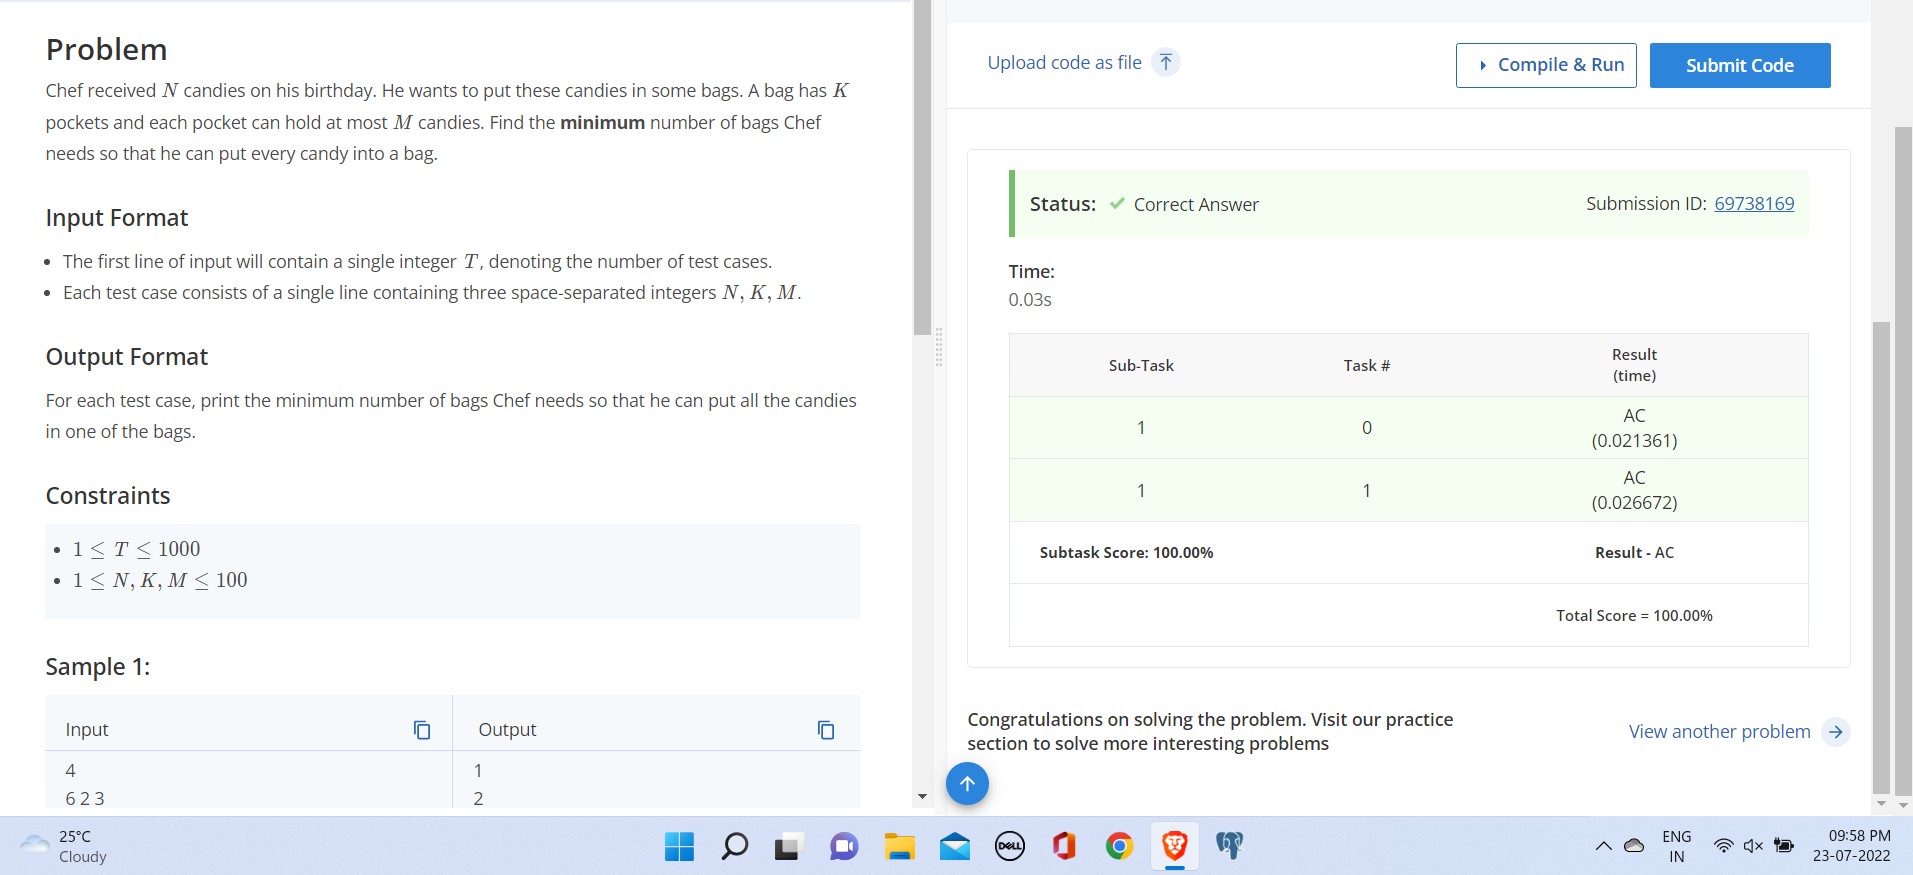 Problem
Chef received N candies on his birthday. He wants to put these candies in some bags. A bag has K
pockets and each pocket can hold at most M candies. Find the minimum number of bags Chef
needs so that he can put every candy into a bag.
Input Format
• The first line of input will contain a single integer T, denoting the number of test cases.
• Each test case consists of a single line containing three space-separated integers N, K, M.
Output Format
For each test case, print the minimum number of bags Chef needs so that he can put all the candies
in one of the bags.
Constraints
• 1 ≤ T ≤ 1000
• 1 ≤ N, K, M ≤ 100
Sample 1:
Input Output
4 1
6 2 3 2
Upload code as file
Compile & Run Submit Code
Status: ✓ Correct Answer Submission ID: 69738169
Time:
0.03s
Sub-Task Task # Result
(time)
1 0 AC
(0.021361)
1 1 AC
(0.026672)
Subtask Score: 100.00% Result - AC
Total Score = 100.00%
Congratulations on solving the problem. Visit our practice
section to solve more interesting problems
View another problem
25°C
Cloudy
DELL
ENG
IN
09:58 PM
23-07-2022